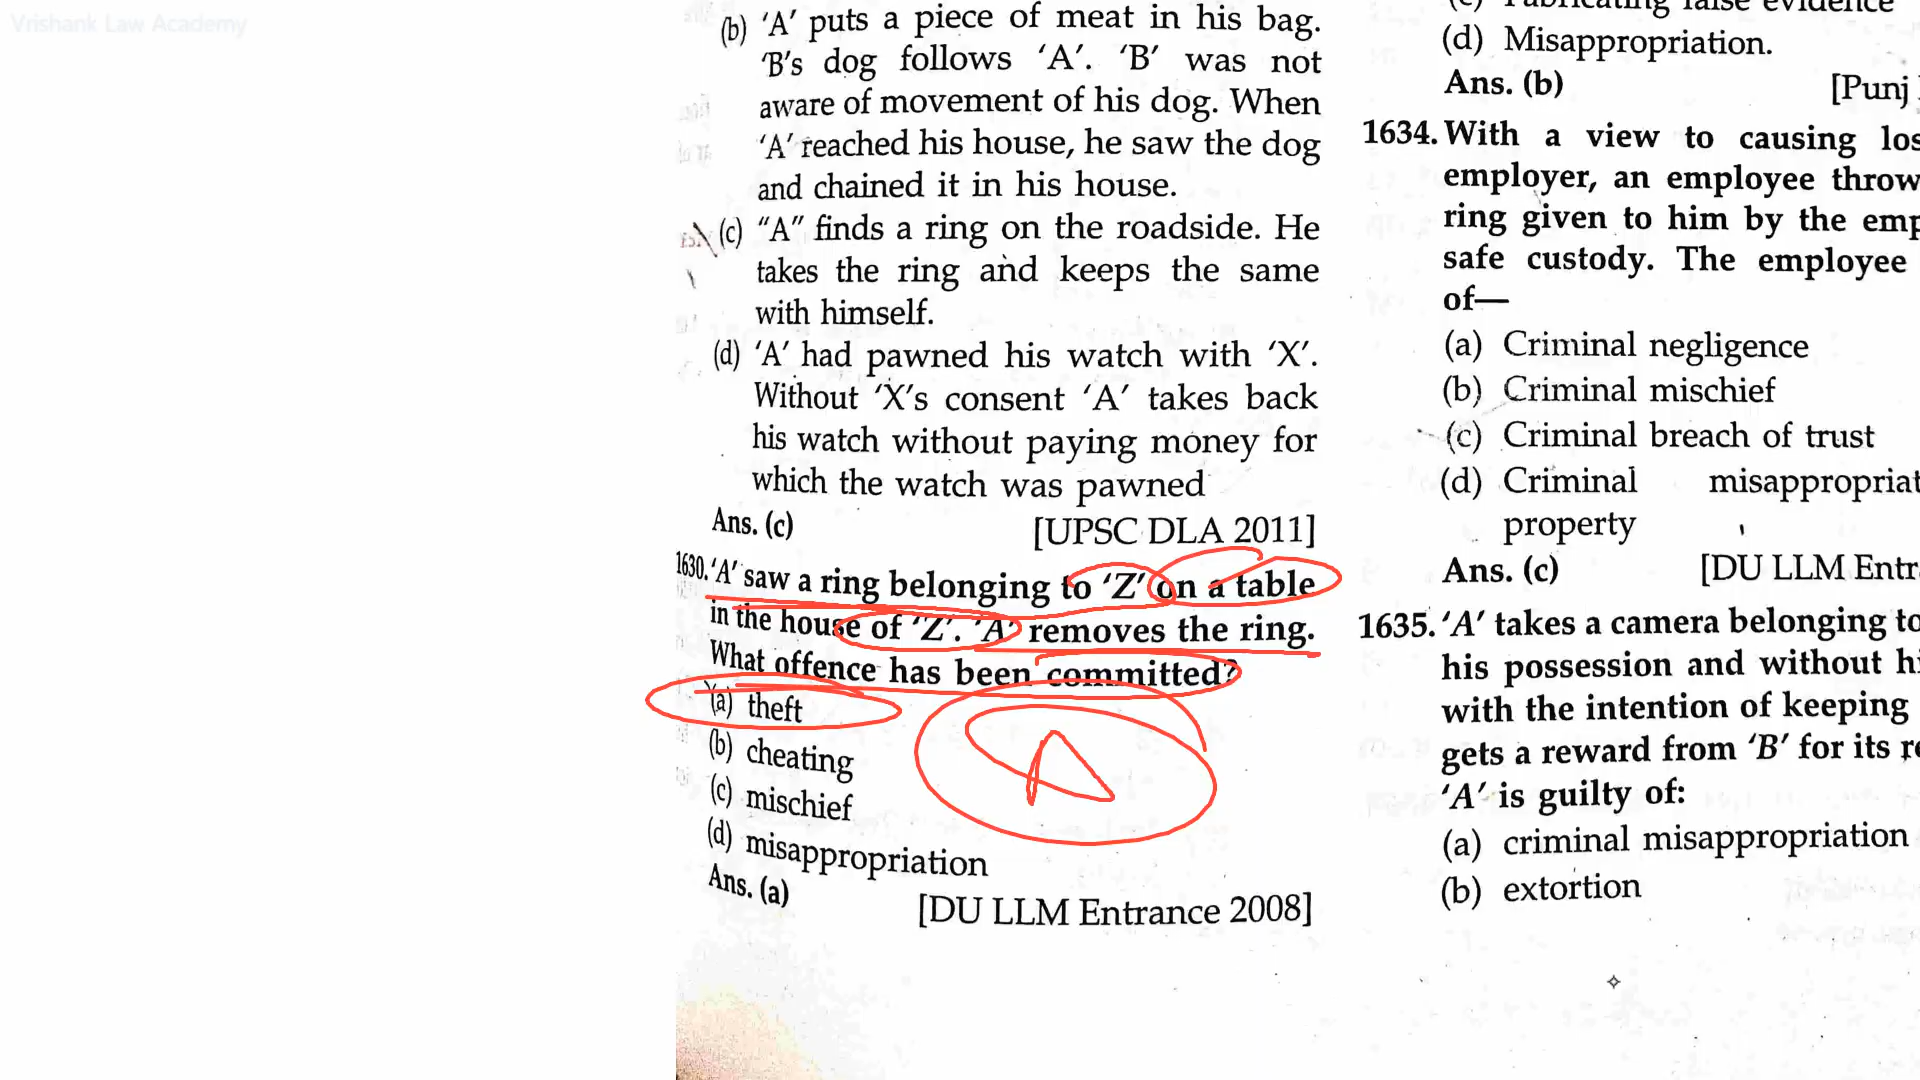 Vrishank Law Academy
(b) ‘A’ puts a piece of meat in his bag.
‘B’s dog follows ‘A’. ‘B’ was not
aware of movement of his dog. When
‘A’ reached his house, he saw the dog
and chained it in his house.
(c) “A” finds a ring on the roadside. He
takes the ring and keeps the same
with himself.
(d) ‘A’ had pawned his watch with ‘X’.
Without ‘X’s consent ‘A’ takes back
his watch without paying money for
which the watch was pawned
Ans. (c) [UPSC DLA 2011]
1630. ‘A’ saw a ring belonging to ‘Z’ on a table
in the house of ‘Z’. ‘A’ removes the ring.
What offence has been committed?
(a) theft
(b) cheating
(c) mischief
(d) misappropriation
Ans. (a)
[DU LLM Entrance 2008]
A
(d) Misappropriation.
Ans. (b) [Punj
1634. With a view to causing
employer, an employee
ring given to him by the
safe custody. The employee
of—
(a) Criminal negligence
(b) Criminal mischief
(c) Criminal breach of trust
(d) Criminal
property
Ans. (c) [DU LLM
1635. ‘A’ takes a camera belonging to
his possession and without
with the intention of keeping
gets a reward from ‘B’ for its
‘A’ is guilty of:
(a) criminal misappropriation
(b) extortion